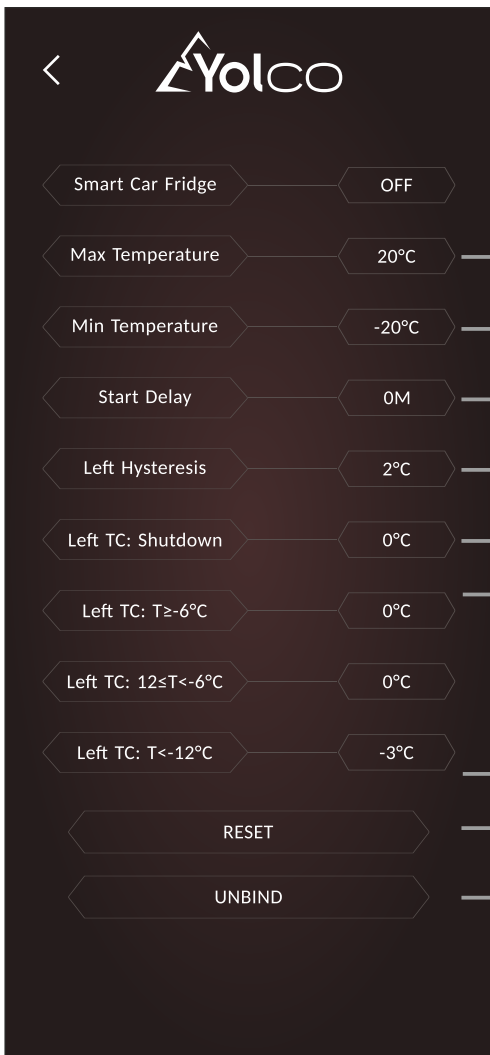 Yolco
Smart Car Fridge OFF
Max Temperature 20°C
Min Temperature -20°C
Start Delay 0M
Left Hysteresis 2°C
Left TC: Shutdown 0°C
Left TC: T≥-6°C 0°C
Left TC: 12≤T<-6°C 0°C
Left TC: T<-12°C -3°C
RESET
UNBIND